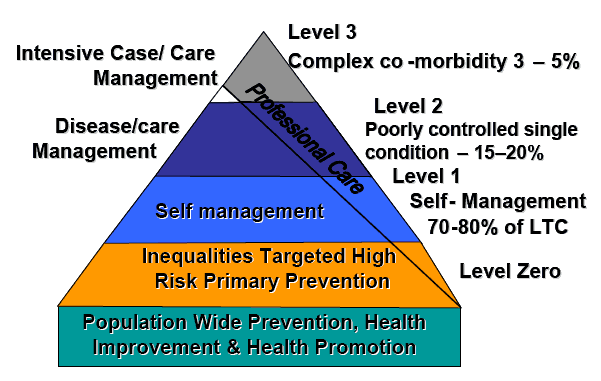 Level 3
Intensive Case/ Care
Management
Complex co -morbidity 3 – 5%
Professional Care
Level 2
Disease/care
Management
Poorly controlled single
condition – 15–20%
Level 1
Self- Management
70-80% of LTC
Self management
Inequalities Targeted High
Risk Primary Prevention
Level Zero
Population Wide Prevention, Health
Improvement & Health Promotion